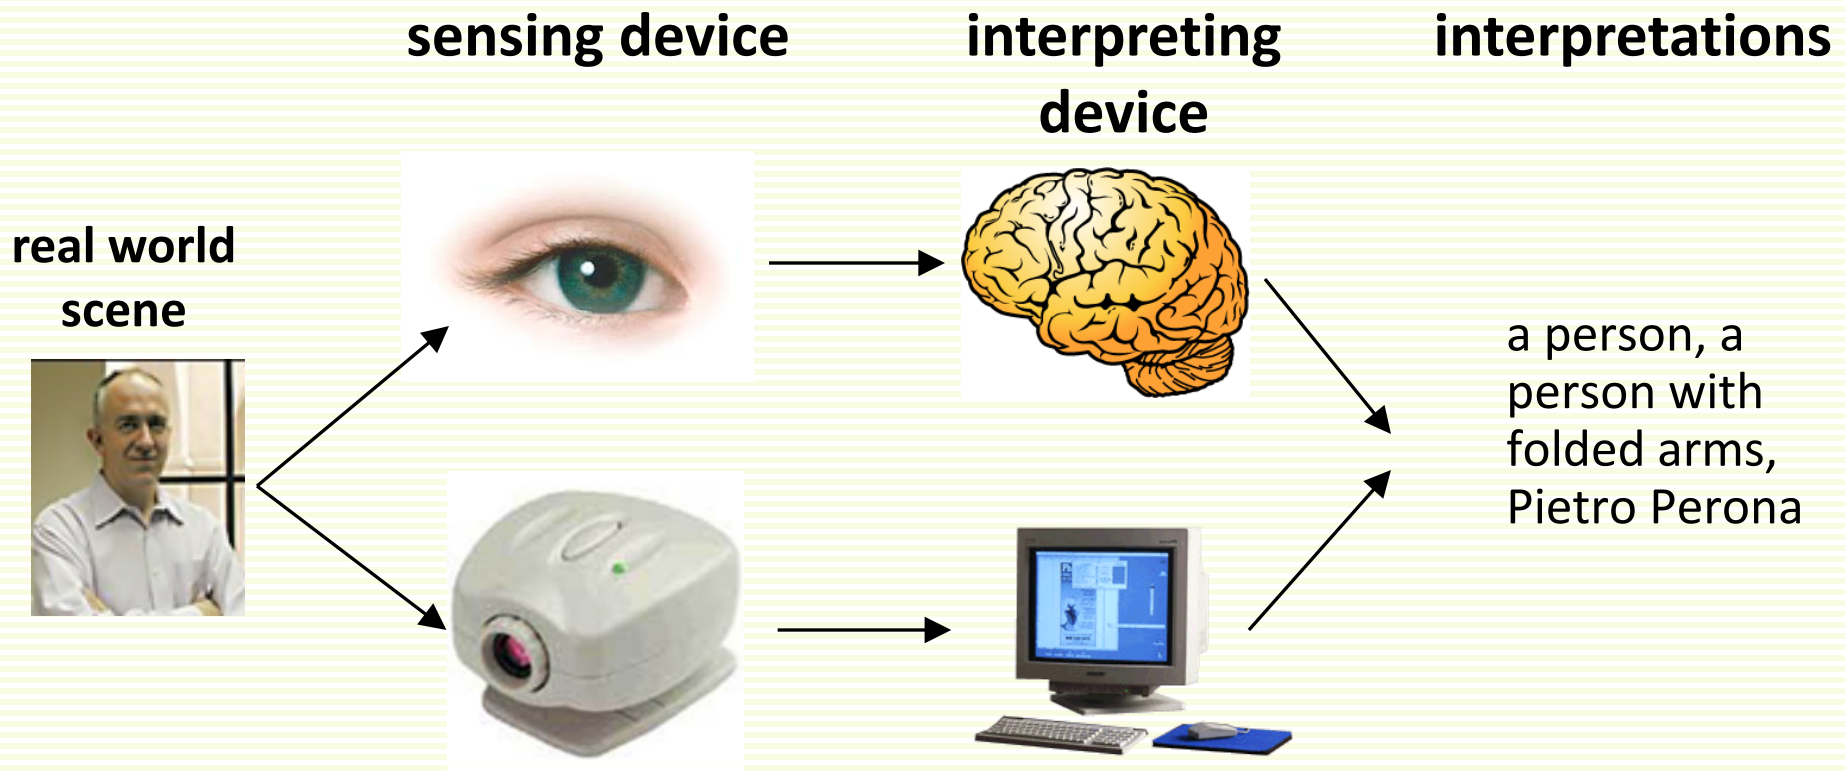 sensing device
interpreting
device
interpretations
real world
scene
a person, a
person with
folded arms,
Pietro Perona